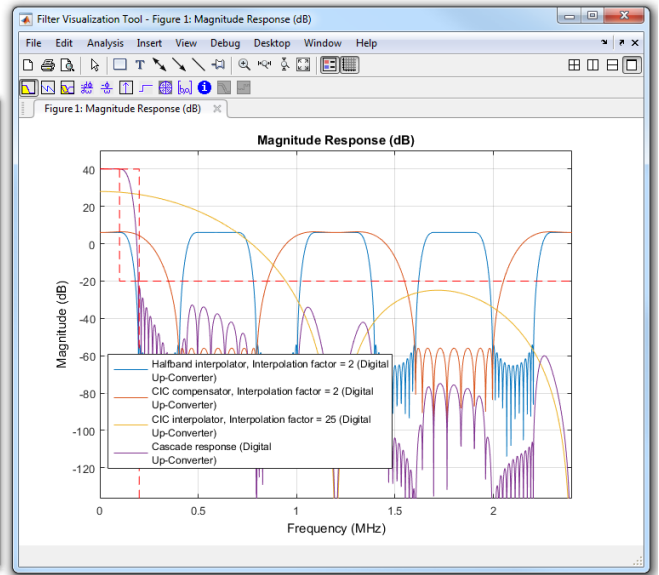 Filter Visualization Tool - Figure 1: Magnitude Response (dB)
File Edit Analysis Insert View Debug Desktop Window Help
Figure 1: Magnitude Response (dB)
Magnitude Response (dB)
40
20
0
-20
-40
-60
-80
-100
-120
Magnitude (dB)
Halfband interpolator, Interpolation factor = 2 (Digital
Up-Converter)
CIC compensator, Interpolation factor = 2 (Digital
Up-Converter)
CIC interpolator, Interpolation factor = 25 (Digital
Up-Converter)
Cascade response (Digital
Up-Converter)
0 0.5 1 1.5 2
Frequency (MHz)